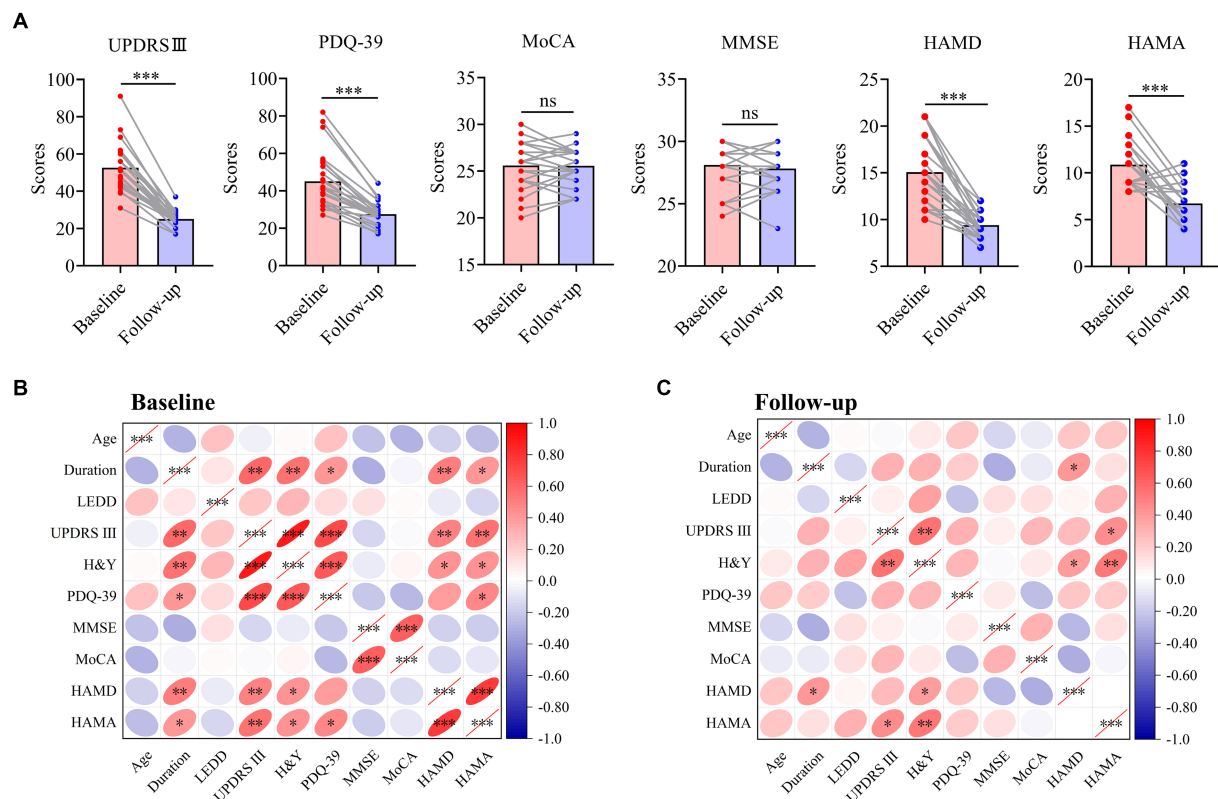 A
UPDRSⅢ
PDQ-39
MoCA
MMSE
HAMD
HAMA
***
***
ns
ns
***
***
Scores
100
80
60
40
20
0
Baseline
Follow-up
Scores
100
80
60
40
20
0
Baseline
Follow-up
Scores
35
30
25
20
15
Baseline
Follow-up
Scores
35
30
25
20
Baseline
Follow-up
Scores
25
20
15
10
5
Baseline
Follow-up
Scores
20
15
10
5
0
Baseline
Follow-up
B
Baseline
Age ***
Duration *** ** ** * ** *
LEDD ***
UPDRS III ** *** *** *** ** **
H&Y ** *** *** *** * *
PDQ-39 * *** *** *** *
MMSE *** ***
MoCA *** ***
HAMD ** ** * *** ***
HAMA * ** * * *** ***
Age Duration LEDD UPDRS III H&Y PDQ-39 MMSE MoCA HAMD HAMA
1.0
0.80
0.60
0.40
0.20
0.0
-0.20
-0.40
-0.60
-0.80
-1.0
C
Follow-up
Age ***
Duration *** *
LEDD ***
UPDRS III *** ** *
H&Y ** *** * **
PDQ-39 ***
MMSE ***
MoCA ***
HAMD * * ***
HAMA * ** ***
Age Duration LEDD UPDRS III H&Y PDQ-39 MMSE MoCA HAMD HAMA
1.0
0.80
0.60
0.40
0.20
0.0
-0.20
-0.40
-0.60
-0.80
-1.0